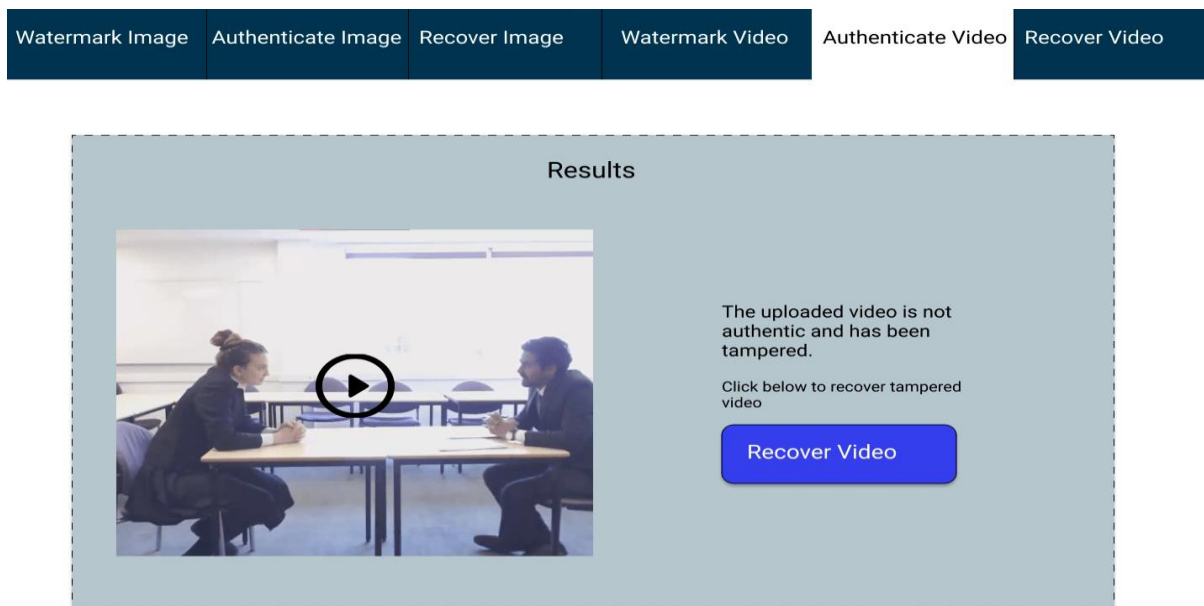 Watermark Image Authenticate Image Recover Image Watermark Video Authenticate Video Recover Video
Results
The uploaded video is not
authentic and has been
tampered.
Click below to recover tampered
video
Recover Video